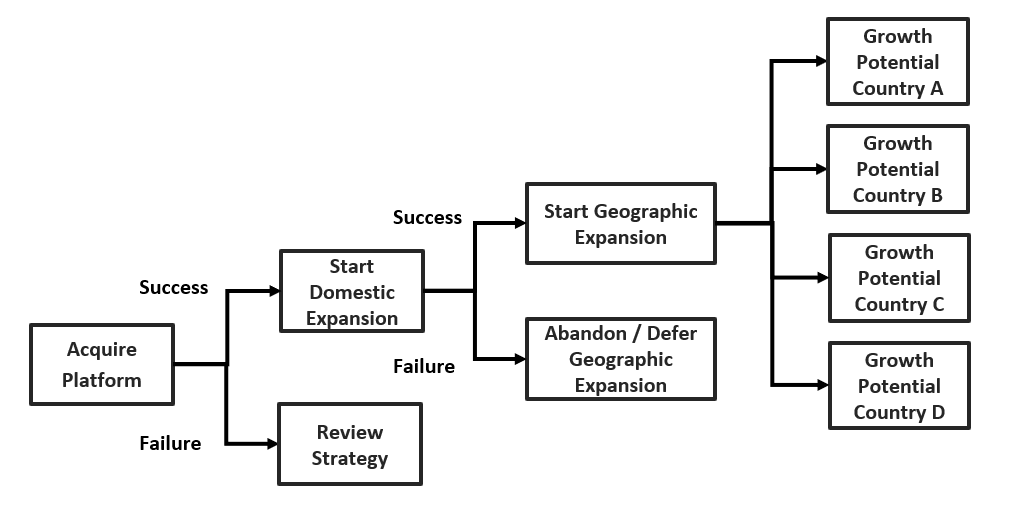 Acquire
Platform
Success
Failure
Start
Domestic
Expansion
Review
Strategy
Success
Failure
Start Geographic
Expansion
Abandon / Defer
Geographic
Expansion
Growth
Potential
Country A
Growth
Potential
Country B
Growth
Potential
Country C
Growth
Potential
Country D